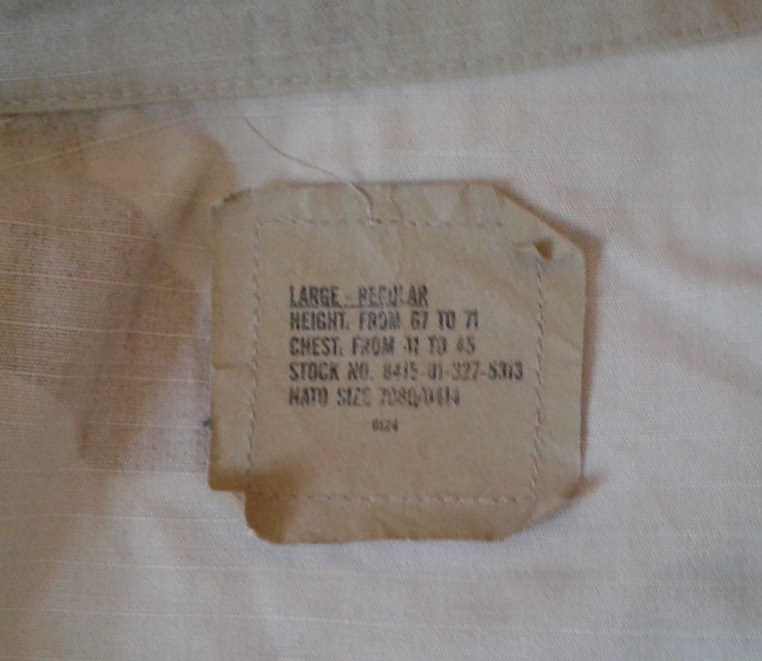 LARGE - REGULAR
HEIGHT: FROM 67 TO 71
CHEST: FROM 41 TO 45
STOCK NO. 8415-01-327-5313
NATO SIZE 7080/0414
0124